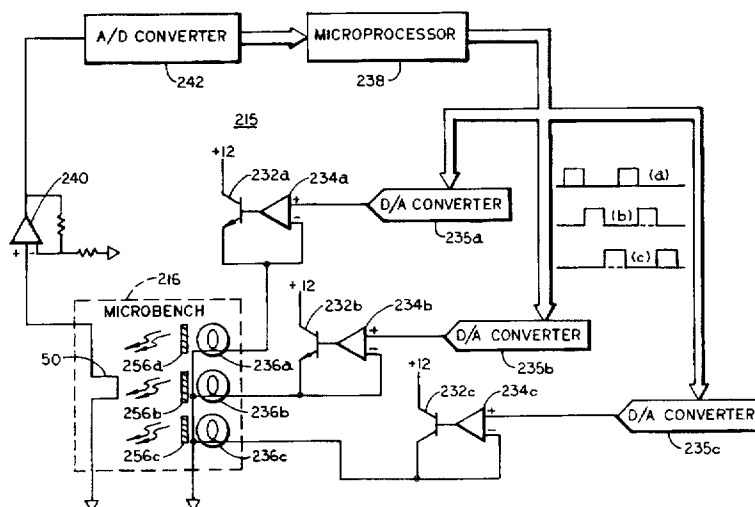 A/D CONVERTER
242
MICROPROCESSOR
238
215
240
+12
232a
234a
+
−
D/A CONVERTER
235a
(a)
(b)
(c)
+ −
216
MICROBENCH
50
256a
236a
256b
236b
256c
236c
+12
232b
234b
+
−
D/A CONVERTER
235b
+12
232c
234c
+
−
D/A CONVERTER
235c